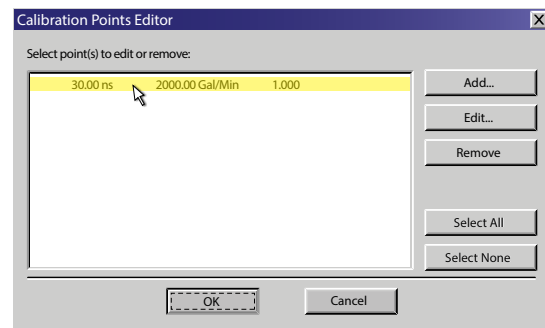 Calibration Points Editor
Select point(s) to edit or remove:
30.00 ns 2000.00 Gal/Min 1.000
Add...
Edit...
Remove
Select All
Select None
OK
Cancel